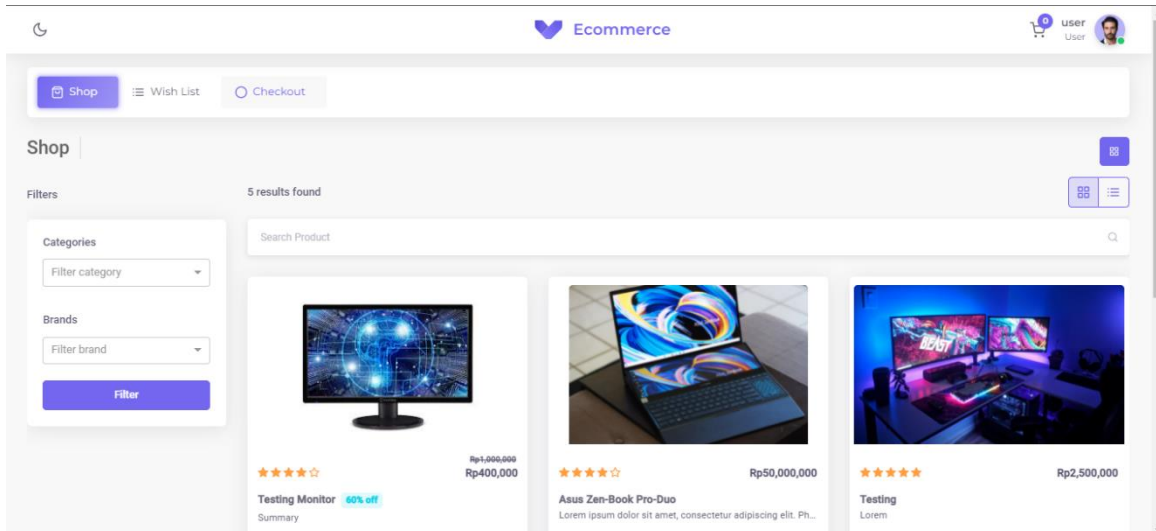 Ecommerce
0
user
User
Shop
Wish List
Checkout
Shop
Filters
5 results found
Categories
Filter category
Brands
Filter brand
Filter
Search Product
BEAST
Rp1,000,000
Rp400,000
Testing Monitor 60% off
Summary
Rp50,000,000
Asus Zen-Book Pro-Duo
Lorem ipsum dolor sit amet, consectetur adipiscing elit. Ph...
Rp2,500,000
Testing
Lorem